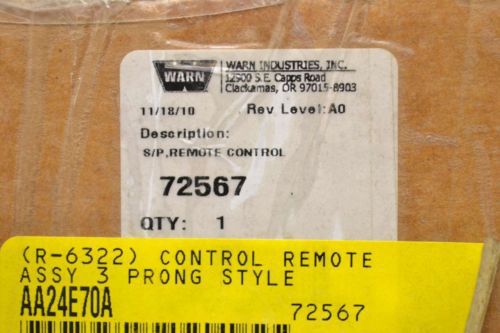 WARN
WARN INDUSTRIES, INC.
12900 S.E. Capps Road
Clackamas, OR 97015-8903
11/18/10 Rev Level:A0
Description:
S/P,REMOTE CONTROL
72567
QTY: 1
(R-6322) CONTROL REMOTE
ASSY 3 PRONG STYLE
AA24E70A
72567